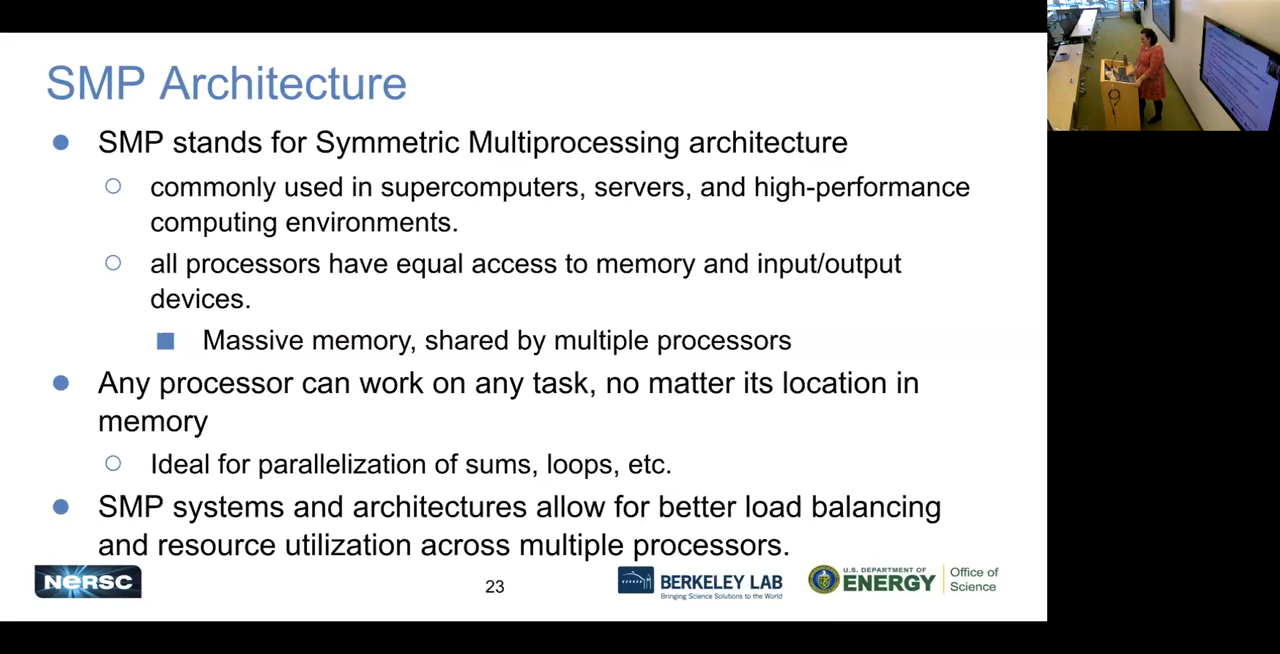 SMP Architecture
SMP stands for Symmetric Multiprocessing architecture
commonly used in supercomputers, servers, and high-performance
computing environments.
all processors have equal access to memory and input/output
devices.
Massive memory, shared by multiple processors
Any processor can work on any task, no matter its location in
memory
Ideal for parallelization of sums, loops, etc.
SMP systems and architectures allow for better load balancing
and resource utilization across multiple processors.
NERSC
23
BERKELEY LAB
Bringing Science Solutions to the World
U.S. DEPARTMENT OF
ENERGY
Office of
Science